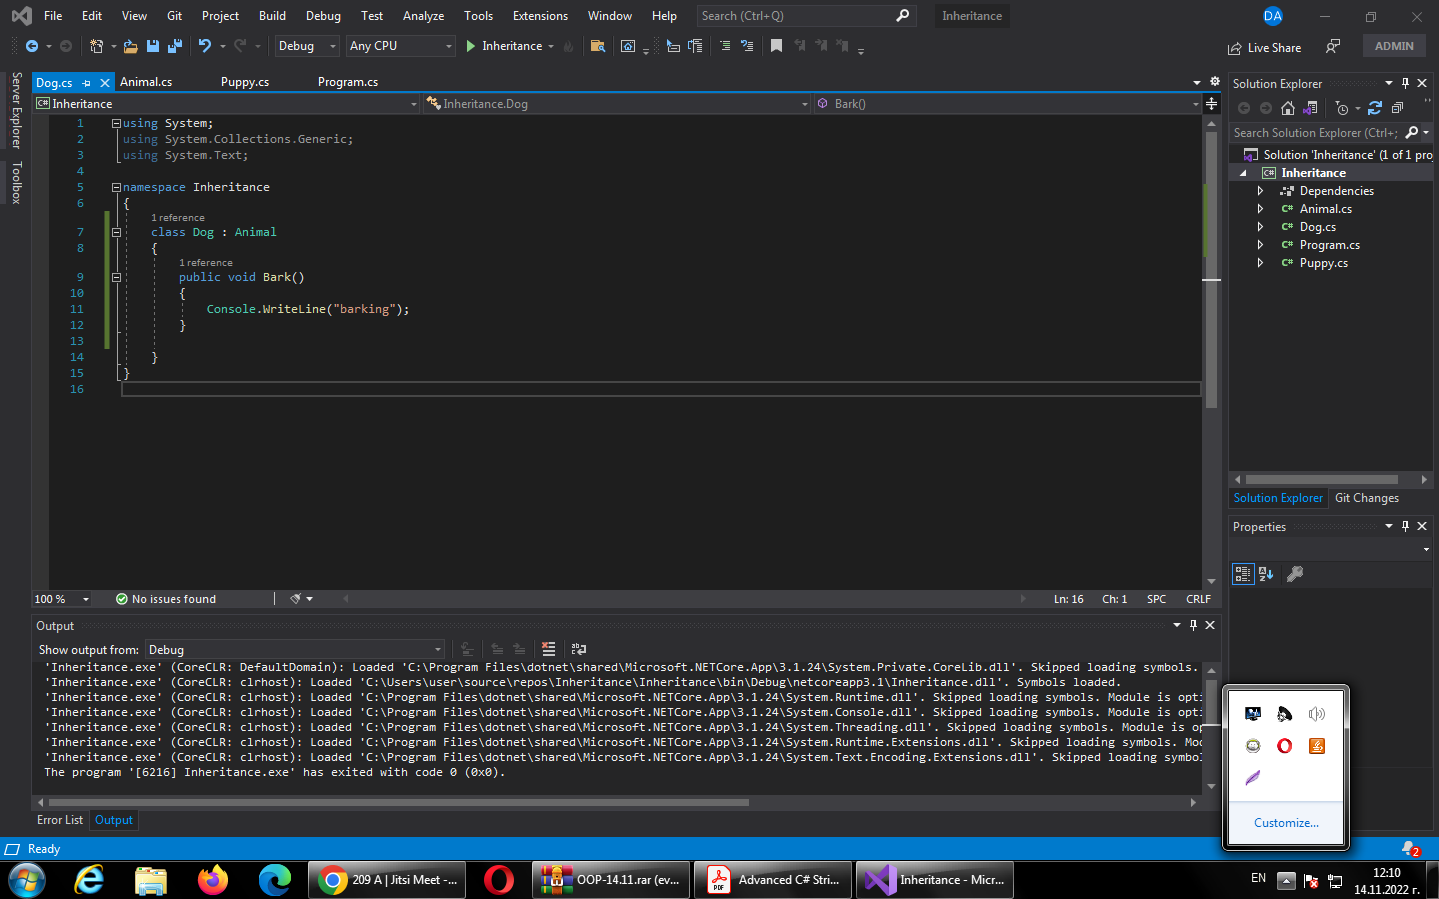 File Edit View Git Project Build Debug Test Analyze Tools Extensions Window Help Search (Ctrl+Q) Inheritance DA
Debug Any CPU Inheritance Live Share ADMIN
Server Explorer
Toolbox
Dog.cs Animal.cs Puppy.cs Program.cs
C# Inheritance Inheritance.Dog Bark()
1 using System;
2 using System.Collections.Generic;
3 using System.Text;
4
5 namespace Inheritance
6 {
1 reference
7 class Dog : Animal
8 {
1 reference
9 public void Bark()
10 {
11 Console.WriteLine("barking");
12 }
13
14 }
15 }
16
100 % No issues found Ln: 16 Ch: 1 SPC CRLF
Output
Show output from: Debug
'Inheritance.exe' (CoreCLR: DefaultDomain): Loaded 'C:\Program Files\dotnet\shared\Microsoft.NETCore.App\3.1.24\System.Private.CoreLib.dll'. Skipped loading symbols.
'Inheritance.exe' (CoreCLR: clrhost): Loaded 'C:\Users\user\source\repos\Inheritance\Inheritance\bin\Debug\netcoreapp3.1\Inheritance.dll'. Symbols loaded.
'Inheritance.exe' (CoreCLR: clrhost): Loaded 'C:\Program Files\dotnet\shared\Microsoft.NETCore.App\3.1.24\System.Runtime.dll'. Skipped loading symbols. Module is opti
'Inheritance.exe' (CoreCLR: clrhost): Loaded 'C:\Program Files\dotnet\shared\Microsoft.NETCore.App\3.1.24\System.Console.dll'. Skipped loading symbols. Module is opti
'Inheritance.exe' (CoreCLR: clrhost): Loaded 'C:\Program Files\dotnet\shared\Microsoft.NETCore.App\3.1.24\System.Threading.dll'. Skipped loading symbols. Module is op
'Inheritance.exe' (CoreCLR: clrhost): Loaded 'C:\Program Files\dotnet\shared\Microsoft.NETCore.App\3.1.24\System.Runtime.Extensions.dll'. Skipped loading symbols. Mod
'Inheritance.exe' (CoreCLR: clrhost): Loaded 'C:\Program Files\dotnet\shared\Microsoft.NETCore.App\3.1.24\System.Text.Encoding.Extensions.dll'. Skipped loading symbol
The program '[6216] Inheritance.exe' has exited with code 0 (0x0).
Error List Output
Solution Explorer
Search Solution Explorer (Ctrl+;
Solution 'Inheritance' (1 of 1 pro
C# Inheritance
Dependencies
C# Animal.cs
C# Dog.cs
C# Program.cs
C# Puppy.cs
Solution Explorer Git Changes
Properties
Customize...
Ready 2
209 A | Jitsi Meet -... OOP-14.11.rar (ev... PDF Advanced C# Stri... Inheritance - Micr... EN 12:10
14.11.2022 г.